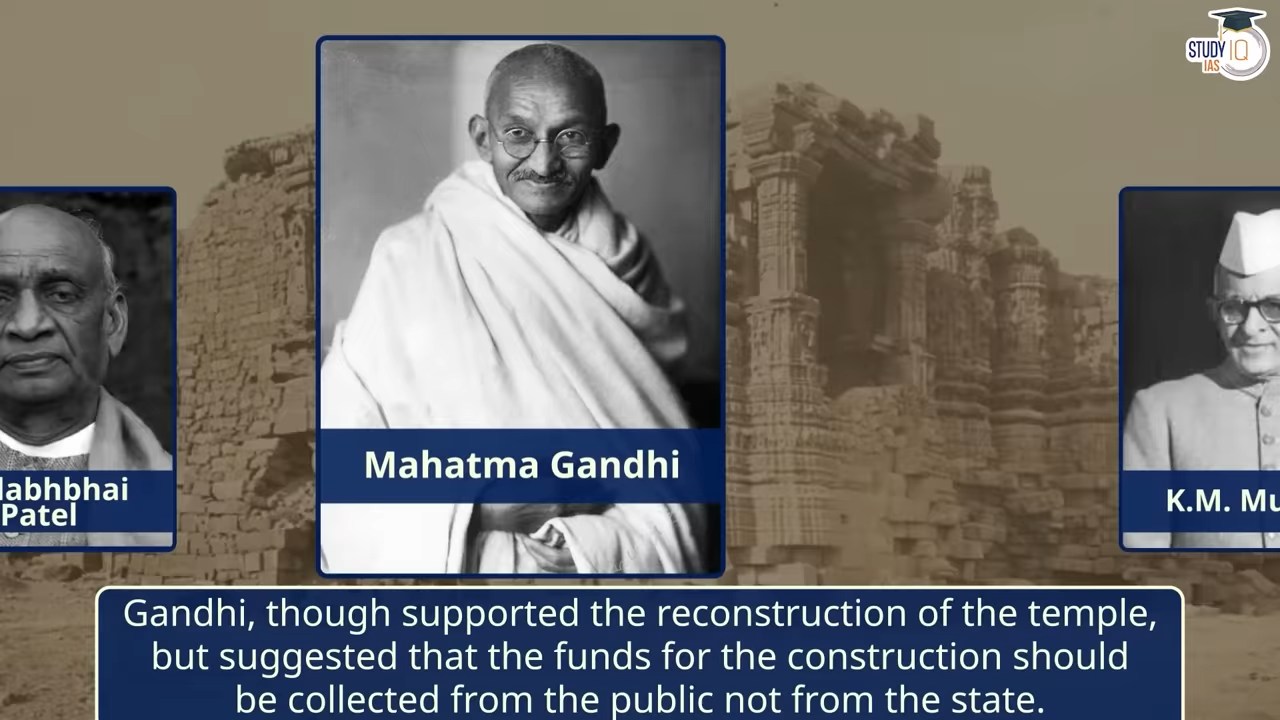 STUDY IQ
IAS
Mahatma Gandhi
labhbhai
Patel
K.M. Mu
Gandhi, though supported the reconstruction of the temple,
but suggested that the funds for the construction should
be collected from the public not from the state.